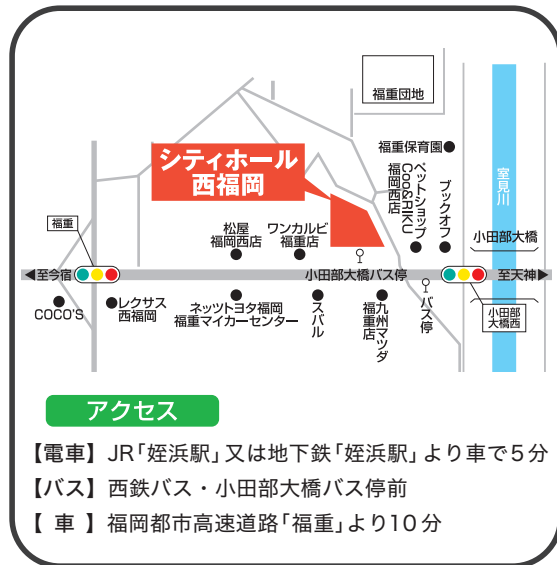 福重団地
福重保育園
シティホール
西福岡
ペットショップ
Coo&RIKU
福岡西店
ブックオフ
室見川
福重
松屋
福岡西店
ワンカルビ
福重店
小田部大橋
◀至今宿
小田部大橋バス停
至天神▶
COCO'S
レクサス
西福岡
ネッツトヨタ福岡
福重マイカーセンター
スバル
九州マツダ
福重店
バス停
小田部
大橋西
アクセス
【電車】JR「姪浜駅」又は地下鉄「姪浜駅」より車で5分
【バス】西鉄バス・小田部大橋バス停前
【 車 】福岡都市高速道路「福重」より10分